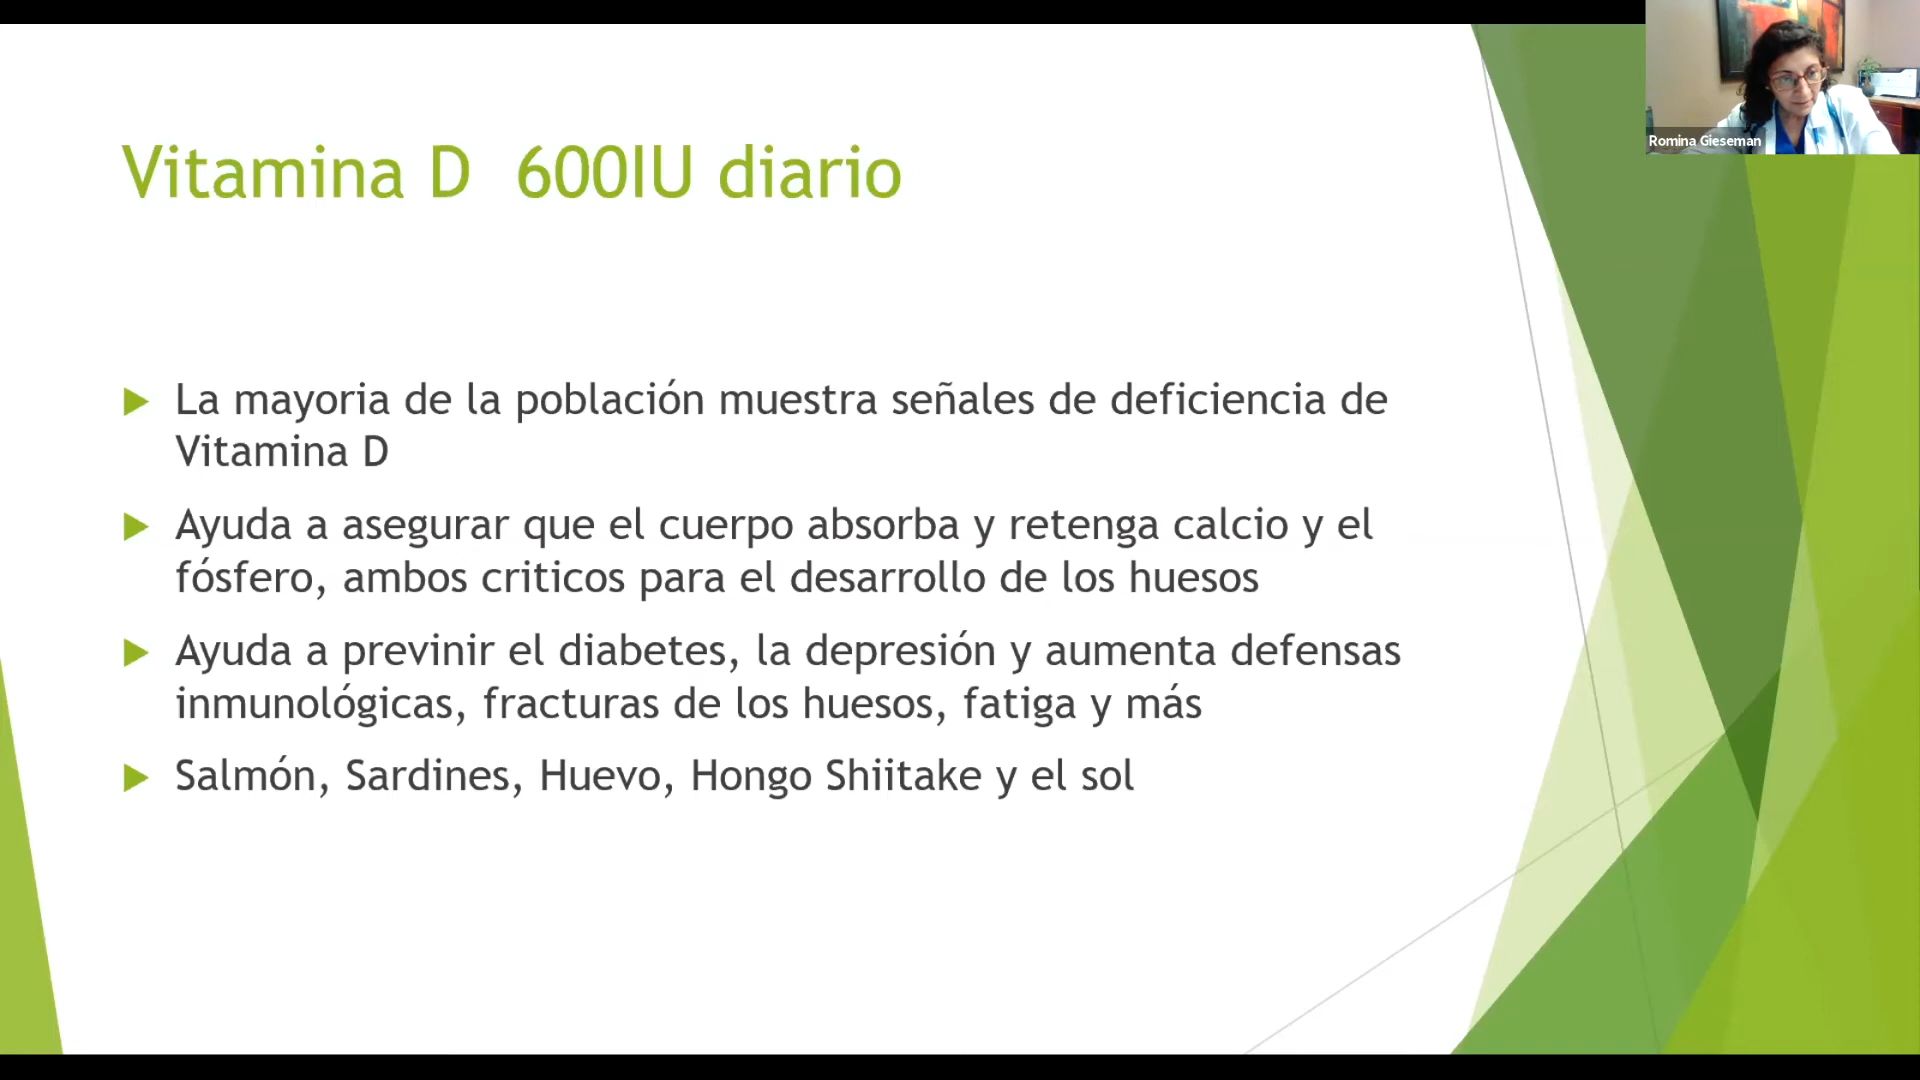 Romina Gieseman
Vitamina D 600IU diario
La mayoria de la población muestra señales de deficiencia de
Vitamina D
Ayuda a asegurar que el cuerpo absorba y retenga calcio y el
fósfero, ambos criticos para el desarrollo de los huesos
Ayuda a previnir el diabetes, la depresión y aumenta defensas
inmunológicas, fracturas de los huesos, fatiga y más
Salmón, Sardines, Huevo, Hongo Shiitake y el sol